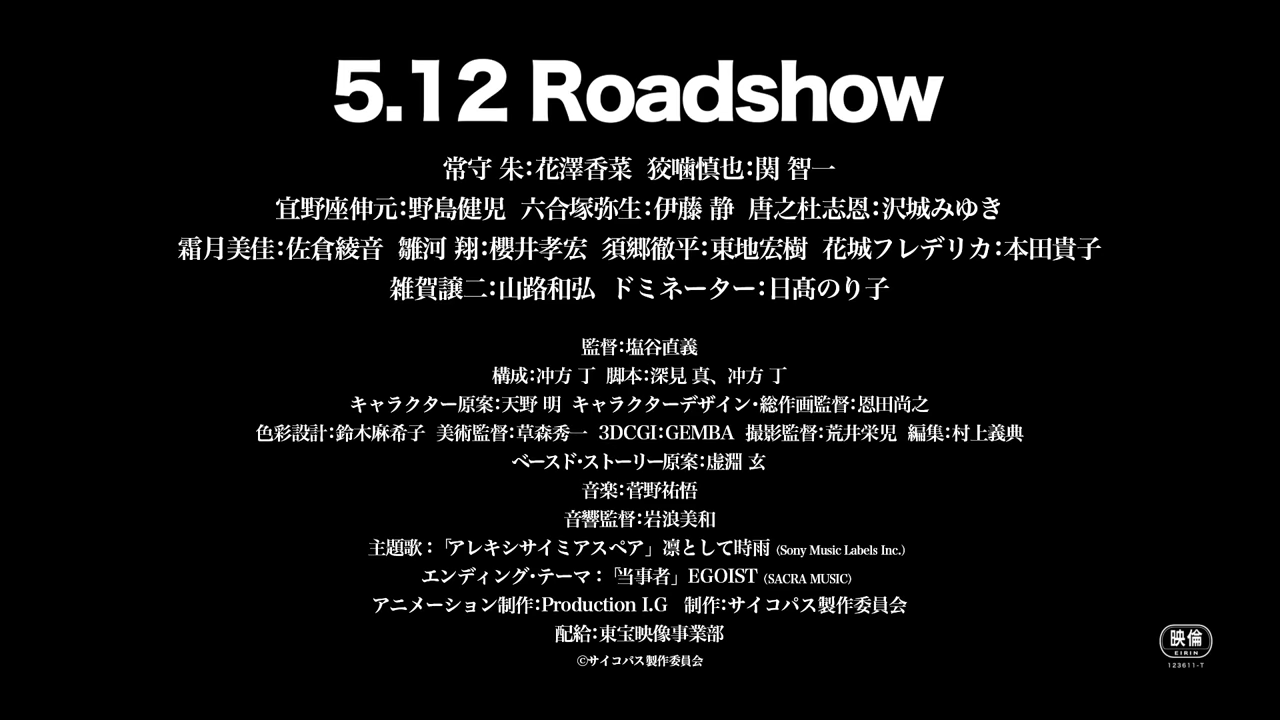 5.12 Roadshow
常守 朱：花澤香菜 狡噛慎也：関 智一
宜野座伸元：野島健児 六合塚弥生：伊藤 静 唐之杜志恩：沢城みゆき
霜月美佳：佐倉綾音 雛河 翔：櫻井孝宏 須郷徹平：東地宏樹 花城フレデリカ：本田貴子
雑賀譲二：山路和弘 ドミネーター：日髙のり子
監督：塩谷直義
構成：冲方 丁 脚本：深見 真、冲方 丁
キャラクター原案：天野 明 キャラクターデザイン・総作画監督：恩田尚之
色彩設計：鈴木麻希子 美術監督：草森秀一 3DCGI：GEMBA 撮影監督：荒井栄児 編集：村上義典
ベースド・ストーリー原案：虚淵 玄
音楽：菅野祐悟
音響監督：岩浪美和
主題歌：「アレキシサイミアスペア」凛として時雨 (Sony Music Labels Inc.)
エンディング・テーマ：「当事者」EGOIST (SACRA MUSIC)
アニメーション制作：Production I.G 制作：サイコパス製作委員会
配給：東宝映像事業部
©サイコパス製作委員会
映倫
EIRIN
123611-T